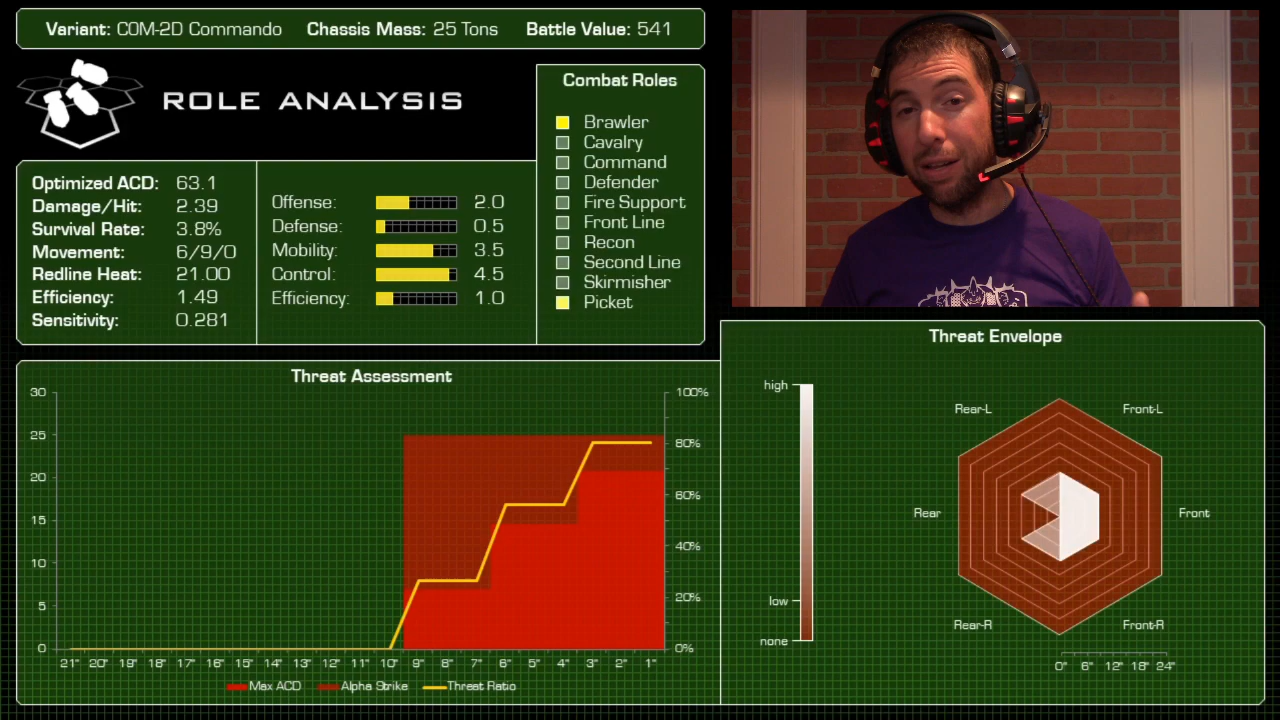 Variant: COM-2D Commando Chassis Mass: 25 Tons Battle Value: 541
ROLE ANALYSIS
Combat Roles
Brawler
Cavalry
Command
Defender
Fire Support
Front Line
Recon
Second Line
Skirmisher
Picket
Optimized ACD: 63.1
Damage/Hit: 2.39
Survival Rate: 3.8%
Movement: 6/9/0
Redline Heat: 21.00
Efficiency: 1.49
Sensitivity: 0.281
Offense: 2.0
Defense: 0.5
Mobility: 3.5
Control: 4.5
Efficiency: 1.0
Threat Assessment
30
25
20
15
10
5
0
100%
80%
60%
40%
20%
0%
21" 20" 19" 18" 17" 16" 15" 14" 13" 12" 11" 10" 9" 8" 7" 6" 5" 4" 3" 2" 1"
Max ACD Alpha Strike Threat Ratio
Threat Envelope
high
low
none
Rear-L Front-L
Rear Front
Rear-R Front-R
0" 6" 12" 18" 24"